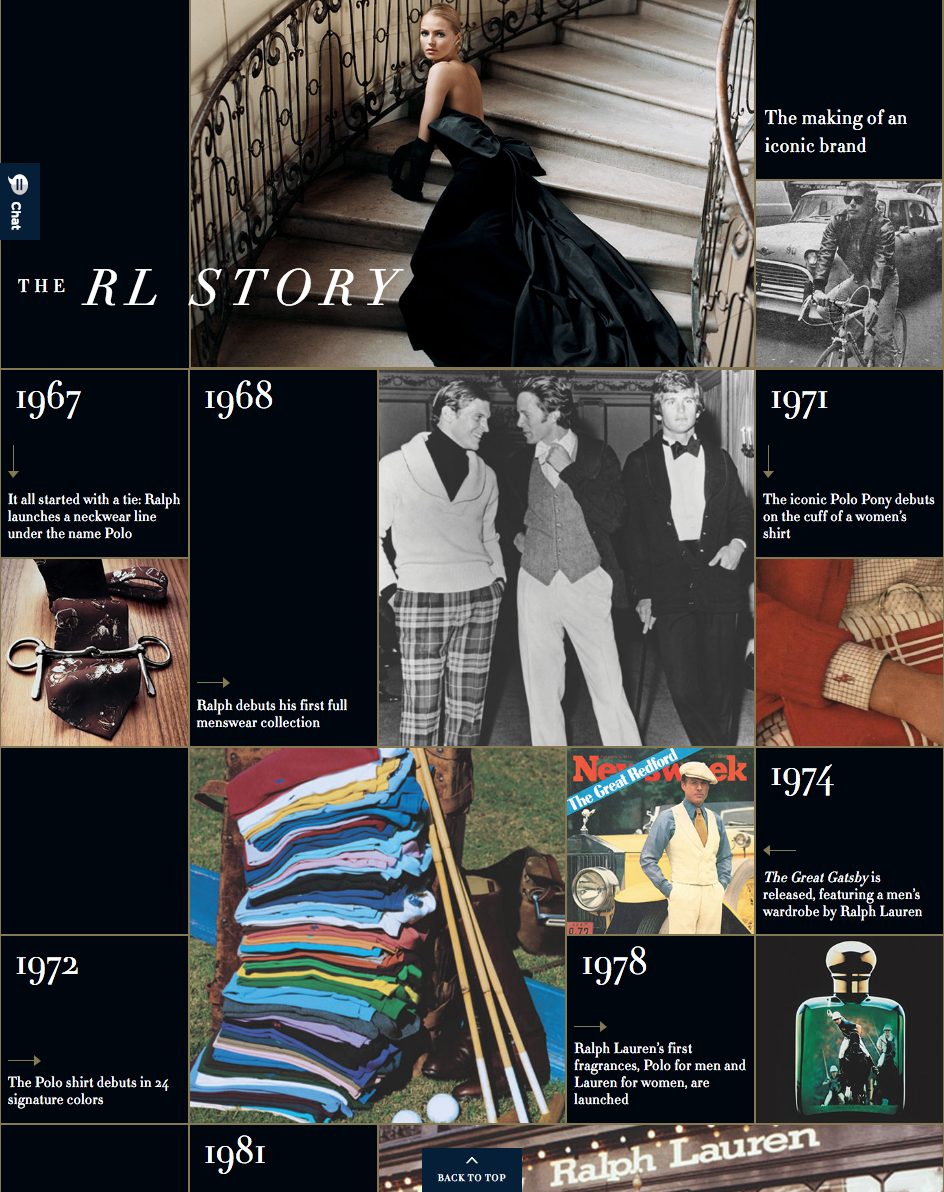 The making of an
iconic brand
Chat
THE RL STORY
1967
It all started with a tie: Ralph
launches a neckwear line
under the name Polo
1968
Ralph debuts his first full
menswear collection
1971
The iconic Polo Pony debuts
on the cuff of a women's
shirt
Newsweek
The Great Redford
1974
The Great Gatsby is
released, featuring a men's
wardrobe by Ralph Lauren
1972
The Polo shirt debuts in 24
signature colors
1978
Ralph Lauren's first
fragrances, Polo for men and
Lauren for women, are
launched
1981
Ralph Lauren
BACK TO TOP